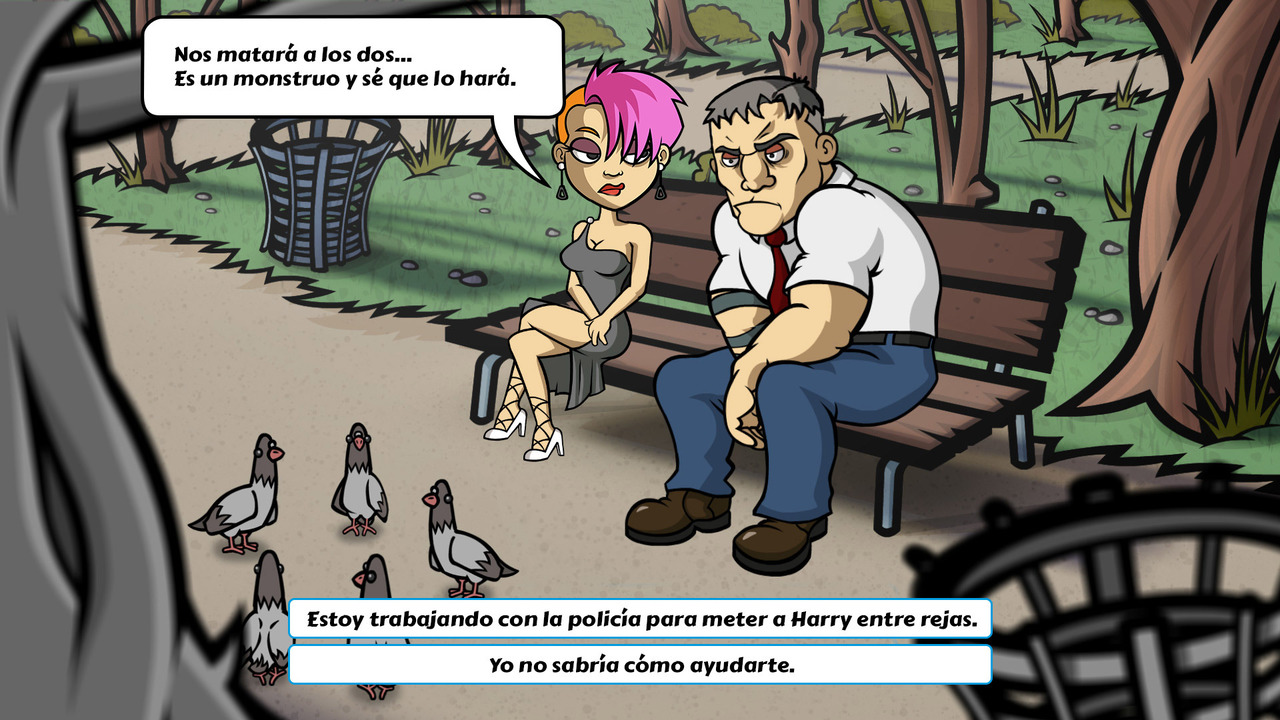 Nos matará a los dos...
Es un monstruo y sé que lo hará.
Estoy trabajando con la policía para meter a Harry entre rejas.
Yo no sabría cómo ayudarte.